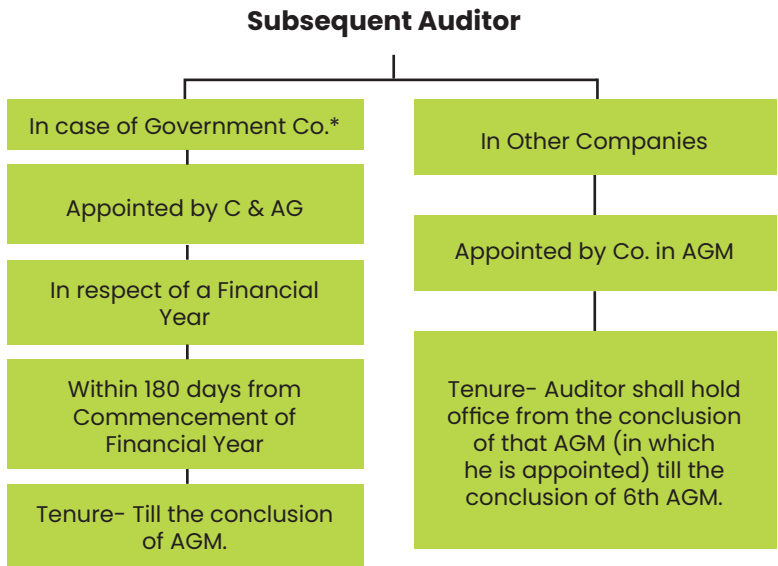 Subsequent Auditor
In case of Government Co.*
Appointed by C & AG
In respect of a Financial
Year
Within 180 days from
Commencement of
Financial Year
Tenure- Till the conclusion
of AGM.
In Other Companies
Appointed by Co. in AGM
Tenure- Auditor shall hold
office from the conclusion
of that AGM (in which
he is appointed) till the
conclusion of 6th AGM.